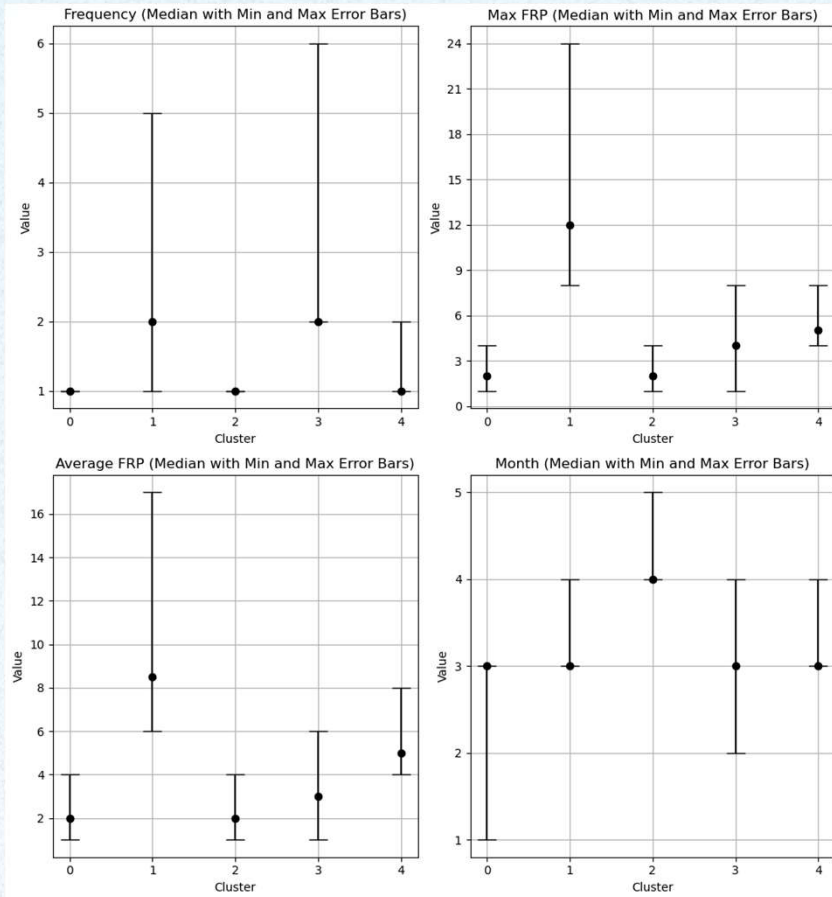 Frequency (Median with Min and Max Error Bars)
6
5
4
3
2
1
Value
0 1 2 3 4
Cluster
Max FRP (Median with Min and Max Error Bars)
24
21
18
15
12
9
6
3
0
Value
0 1 2 3 4
Cluster
Average FRP (Median with Min and Max Error Bars)
16
14
12
10
8
6
4
2
Value
0 1 2 3 4
Cluster
Month (Median with Min and Max Error Bars)
5
4
3
2
1
Value
0 1 2 3 4
Cluster